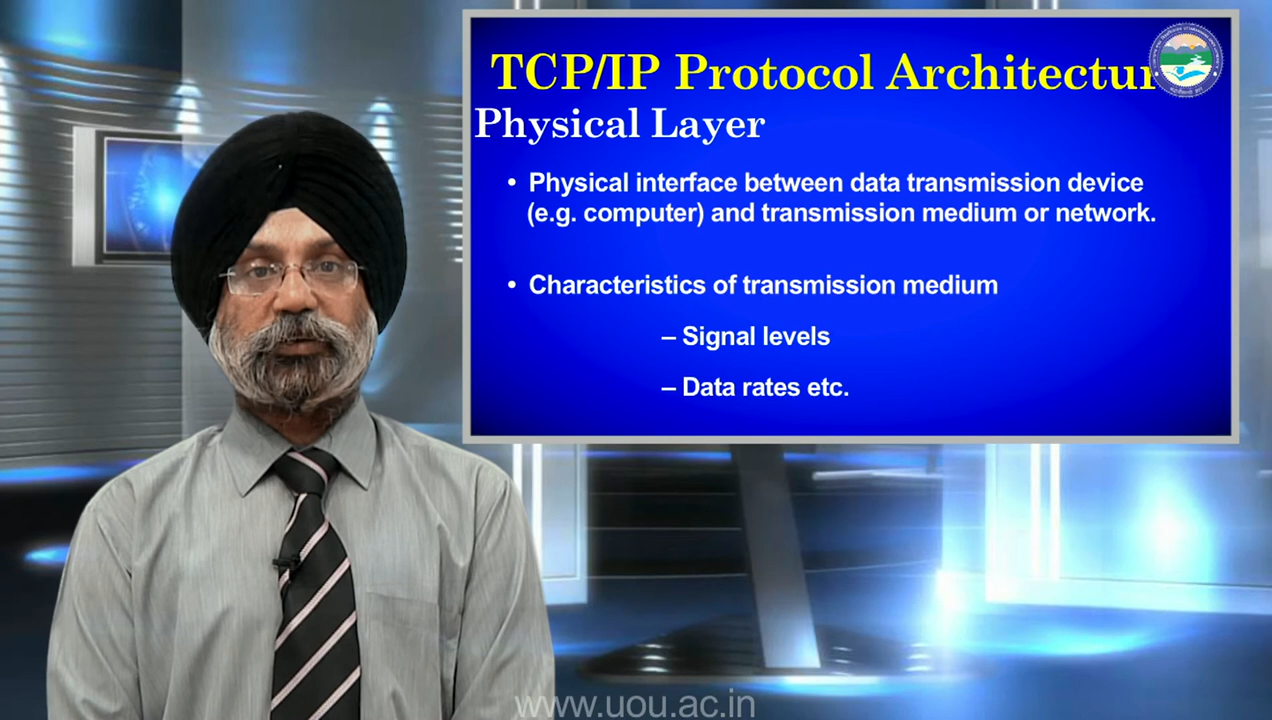 TCP/IP Protocol Architectur
Physical Layer
• Physical interface between data transmission device
(e.g. computer) and transmission medium or network.
• Characteristics of transmission medium
– Signal levels
– Data rates etc.
www.uou.ac.in